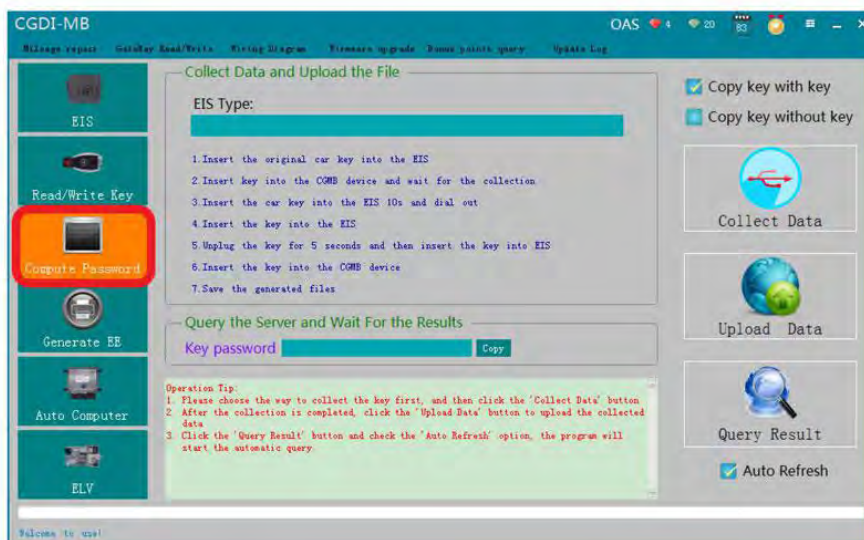 CGDI-MB
OAS 4 20 83
Mileage repair GateWay Read/Write Wiring Diagram Firmware upgrade Bonus points query Update Log
EIS
Read/Write Key
Compute Password
Generate EE
Auto Computer
ELV
Collect Data and Upload the File
EIS Type:
1.Insert the original car key into the EIS
2.Insert key into the CGMB device and wait for the collection
3.Insert the car key into the EIS 10s and dial out
4.Insert the key into the EIS
5.Unplug the key for 5 seconds and then insert the key into EIS
6.Insert the key into the CGMB device
7.Save the generated files
Query the Server and Wait For the Results
Key password
Copy
Operation Tip:
1. Please choose the way to collect the key first, and then click the 'Collect Data' button
2 After the collection is completed, click the 'Upload Data' button to upload the collected
data
3 Click the 'Query Result' button and check the 'Auto Refresh' option, the program will
start the automatic query.
Copy key with key
Copy key without key
Collect Data
Upload Data
Query Result
Auto Refresh
Welcome to use!